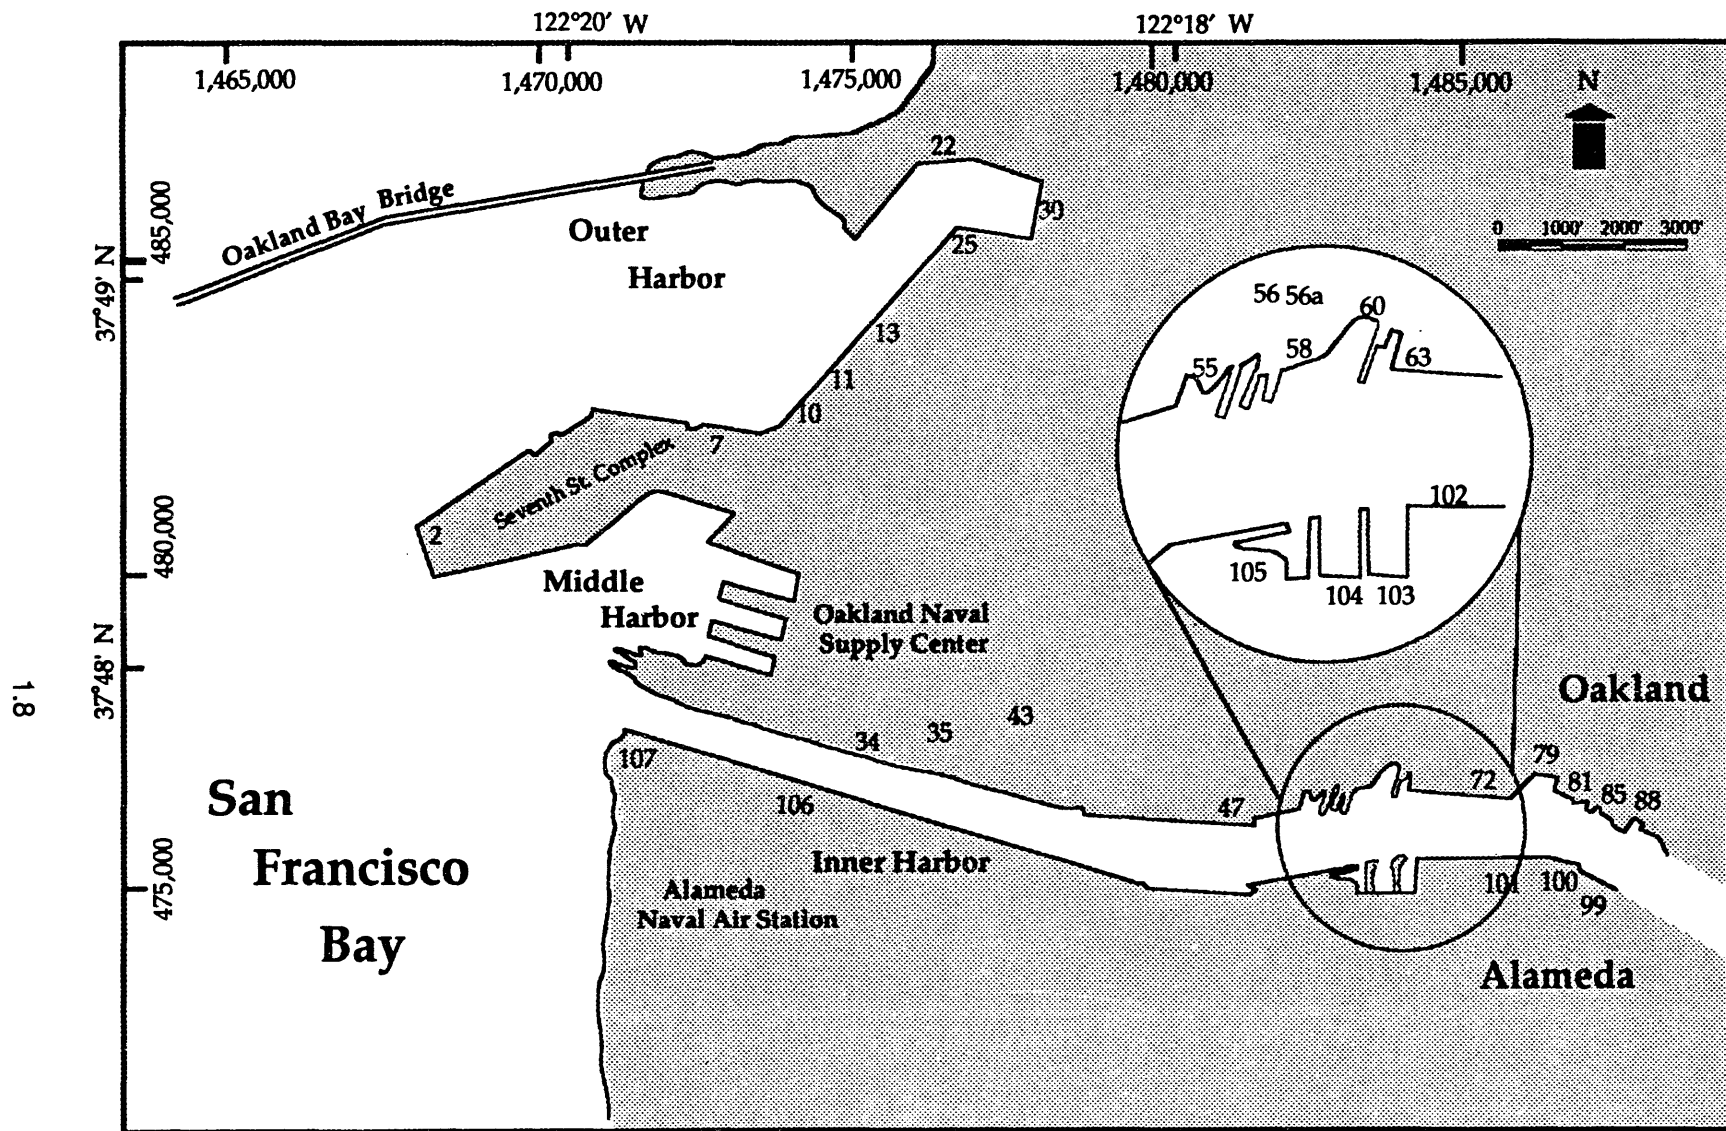 122°20' W
122°18' W
1,465,000
1,470,000
1,475,000
1,480,000
1,485,000
N
22
485,000
Oakland Bay Bridge
30
Outer
25
0 1000' 2000' 3000'
37°49' N
Harbor
56 56a
60
13
58
63
55
11
10
7
Seventh St. Complex
102
2
480,000
Middle
105
104 103
Harbor
Oakland Naval
Supply Center
37°48' N
1.8
Oakland
43
35
34
107
79
San
72
81
106
47
85
88
Francisco
Inner Harbor
475,000
Alameda
101
100
Naval Air Station
99
Bay
Alameda